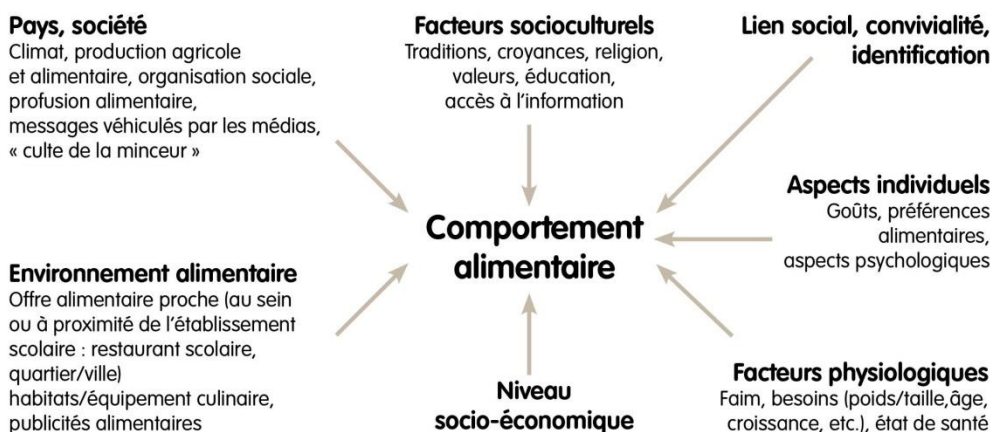 Pays, société
Climat, production agricole
et alimentaire, organisation sociale,
profusion alimentaire,
messages véhiculés par les médias,
« culte de la minceur »
Facteurs socioculturels
Traditions, croyances, religion,
valeurs, éducation,
accès à l'information
Lien social, convivialité,
identification
Aspects individuels
Goûts, préférences
alimentaires,
aspects psychologiques
Comportement
alimentaire
Environnement alimentaire
Offre alimentaire proche (au sein
ou à proximité de l'établissement
scolaire : restaurant scolaire,
quartier/ville)
habitats/équipement culinaire,
publicités alimentaires
Niveau
socio-économique
Facteurs physiologiques
Faim, besoins (poids/taille,âge,
croissance, etc.), état de santé